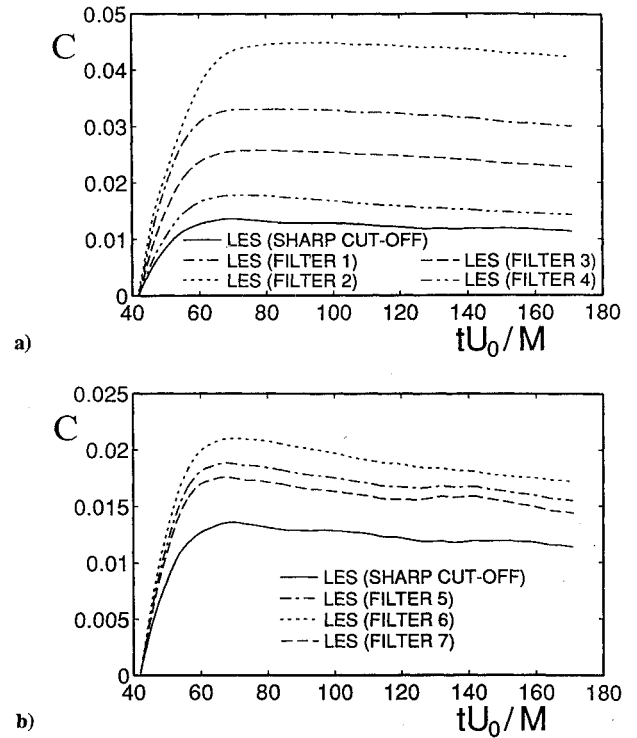 0.05
C
0.04
0.03
0.02
0.01
0
LES (SHARP CUT-OFF)
LES (FILTER 1)
LES (FILTER 2)
LES (FILTER 3)
LES (FILTER 4)
40 60 80 100 120 140 160 180
tU₀/M
a)
0.025
C
0.02
0.015
0.01
0.005
0
LES (SHARP CUT-OFF)
LES (FILTER 5)
LES (FILTER 6)
LES (FILTER 7)
40 60 80 100 120 140 160 180
tU₀/M
b)